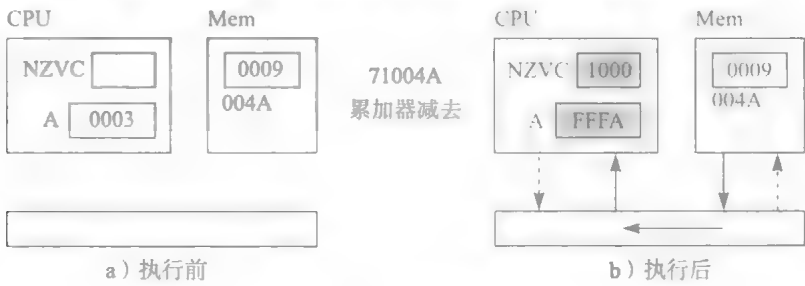 CPU
Mem
NZVC
0009
004A
A 0003
71004A
累加器减去
CPU
Mem
NZVC 1000
0009
004A
A FFFA
a）执行前
b）执行后